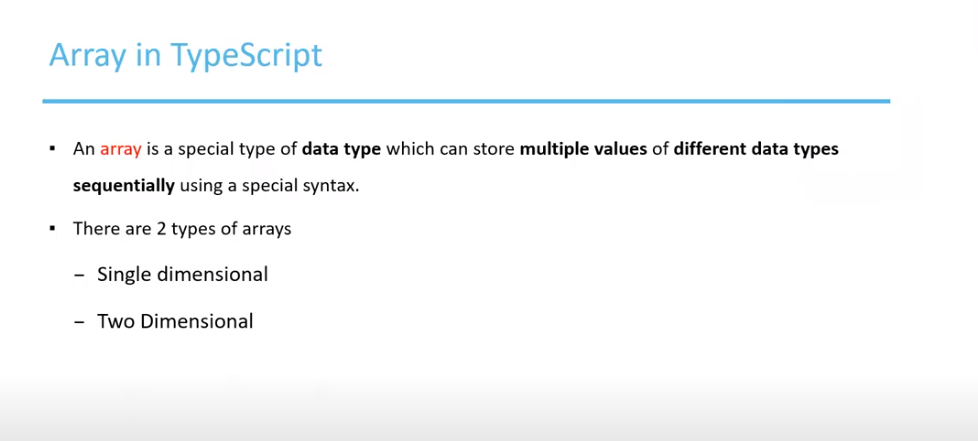 Array in TypeScript
▪ An array is a special type of data type which can store multiple values of different data types
sequentially using a special syntax.
▪ There are 2 types of arrays
– Single dimensional
– Two Dimensional